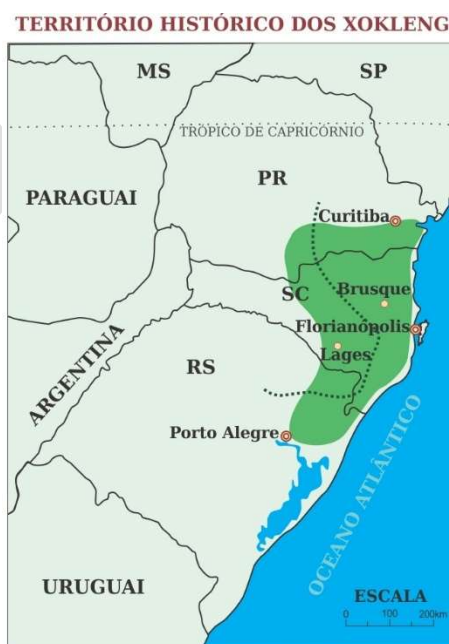 TERRITÓRIO HISTÓRICO DOS XOKLENG
MS
SP
TRÓPICO DE CAPRICÓRNIO
PR
PARAGUAI
Curitiba
SC
Brusque
Florianópolis
Lages
ARGENTINA
RS
Porto Alegre
OCEANO ATLÂNTICO
URUGUAI
ESCALA
0 100 200km